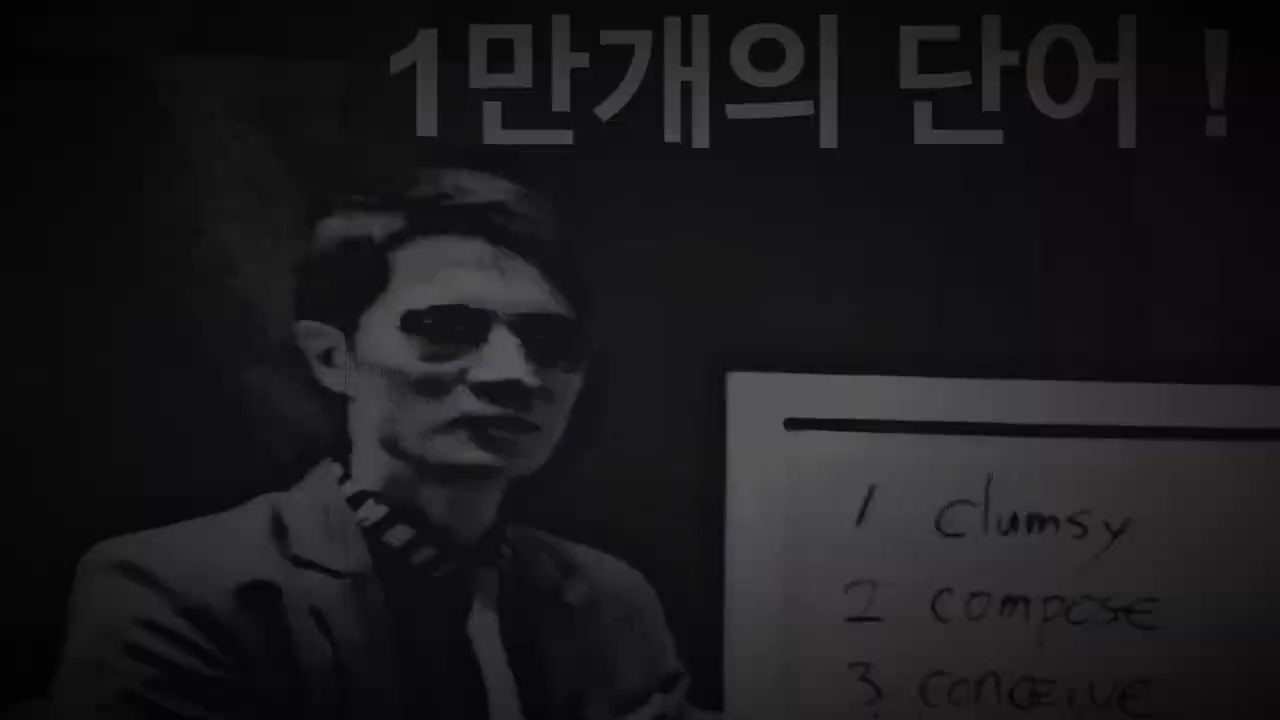 1만개의 단어 !
1 clumsy
2 compose
3 conceive